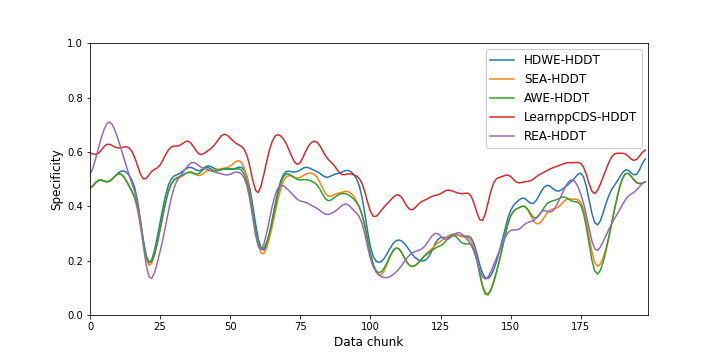 1.0
0.8
0.6
0.4
0.2
0.0
Specificity
0 25 50 75 100 125 150 175
Data chunk
HDWE-HDDT
SEA-HDDT
AWE-HDDT
LearnppCDS-HDDT
REA-HDDT